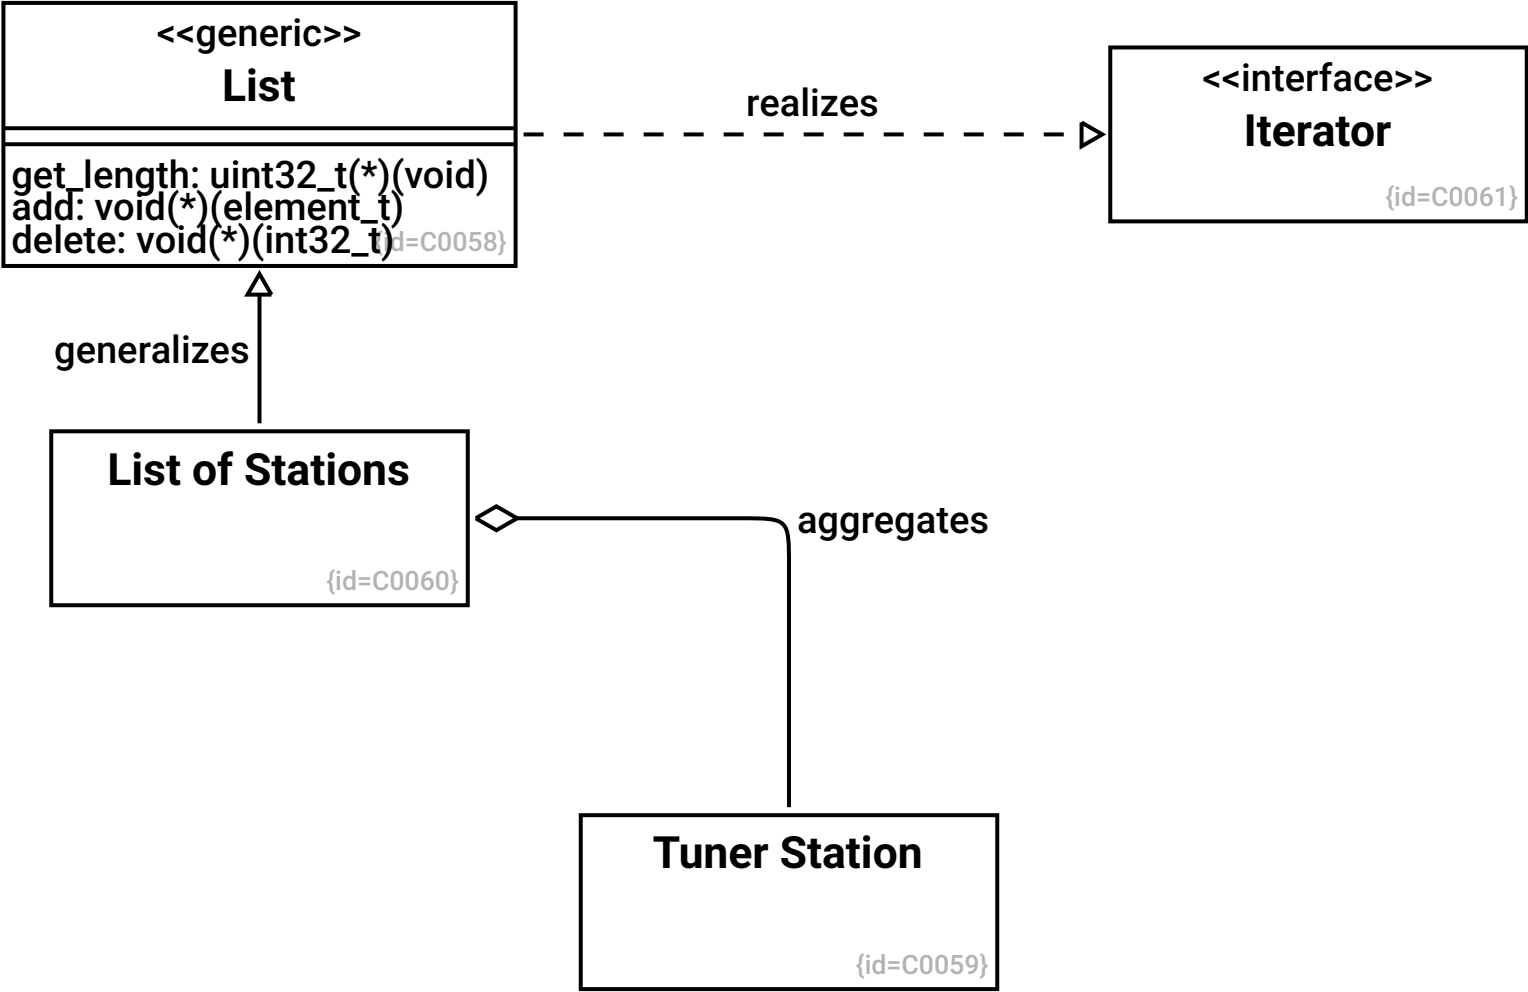 <<generic>>
List
get_length: uint32_t(*)(void)
add: void(*)(element_t)
delete: void(*)(int32_t)
{id=C0058}
realizes
<<interface>>
Iterator
{id=C0061}
generalizes
List of Stations
{id=C0060}
aggregates
Tuner Station
{id=C0059}